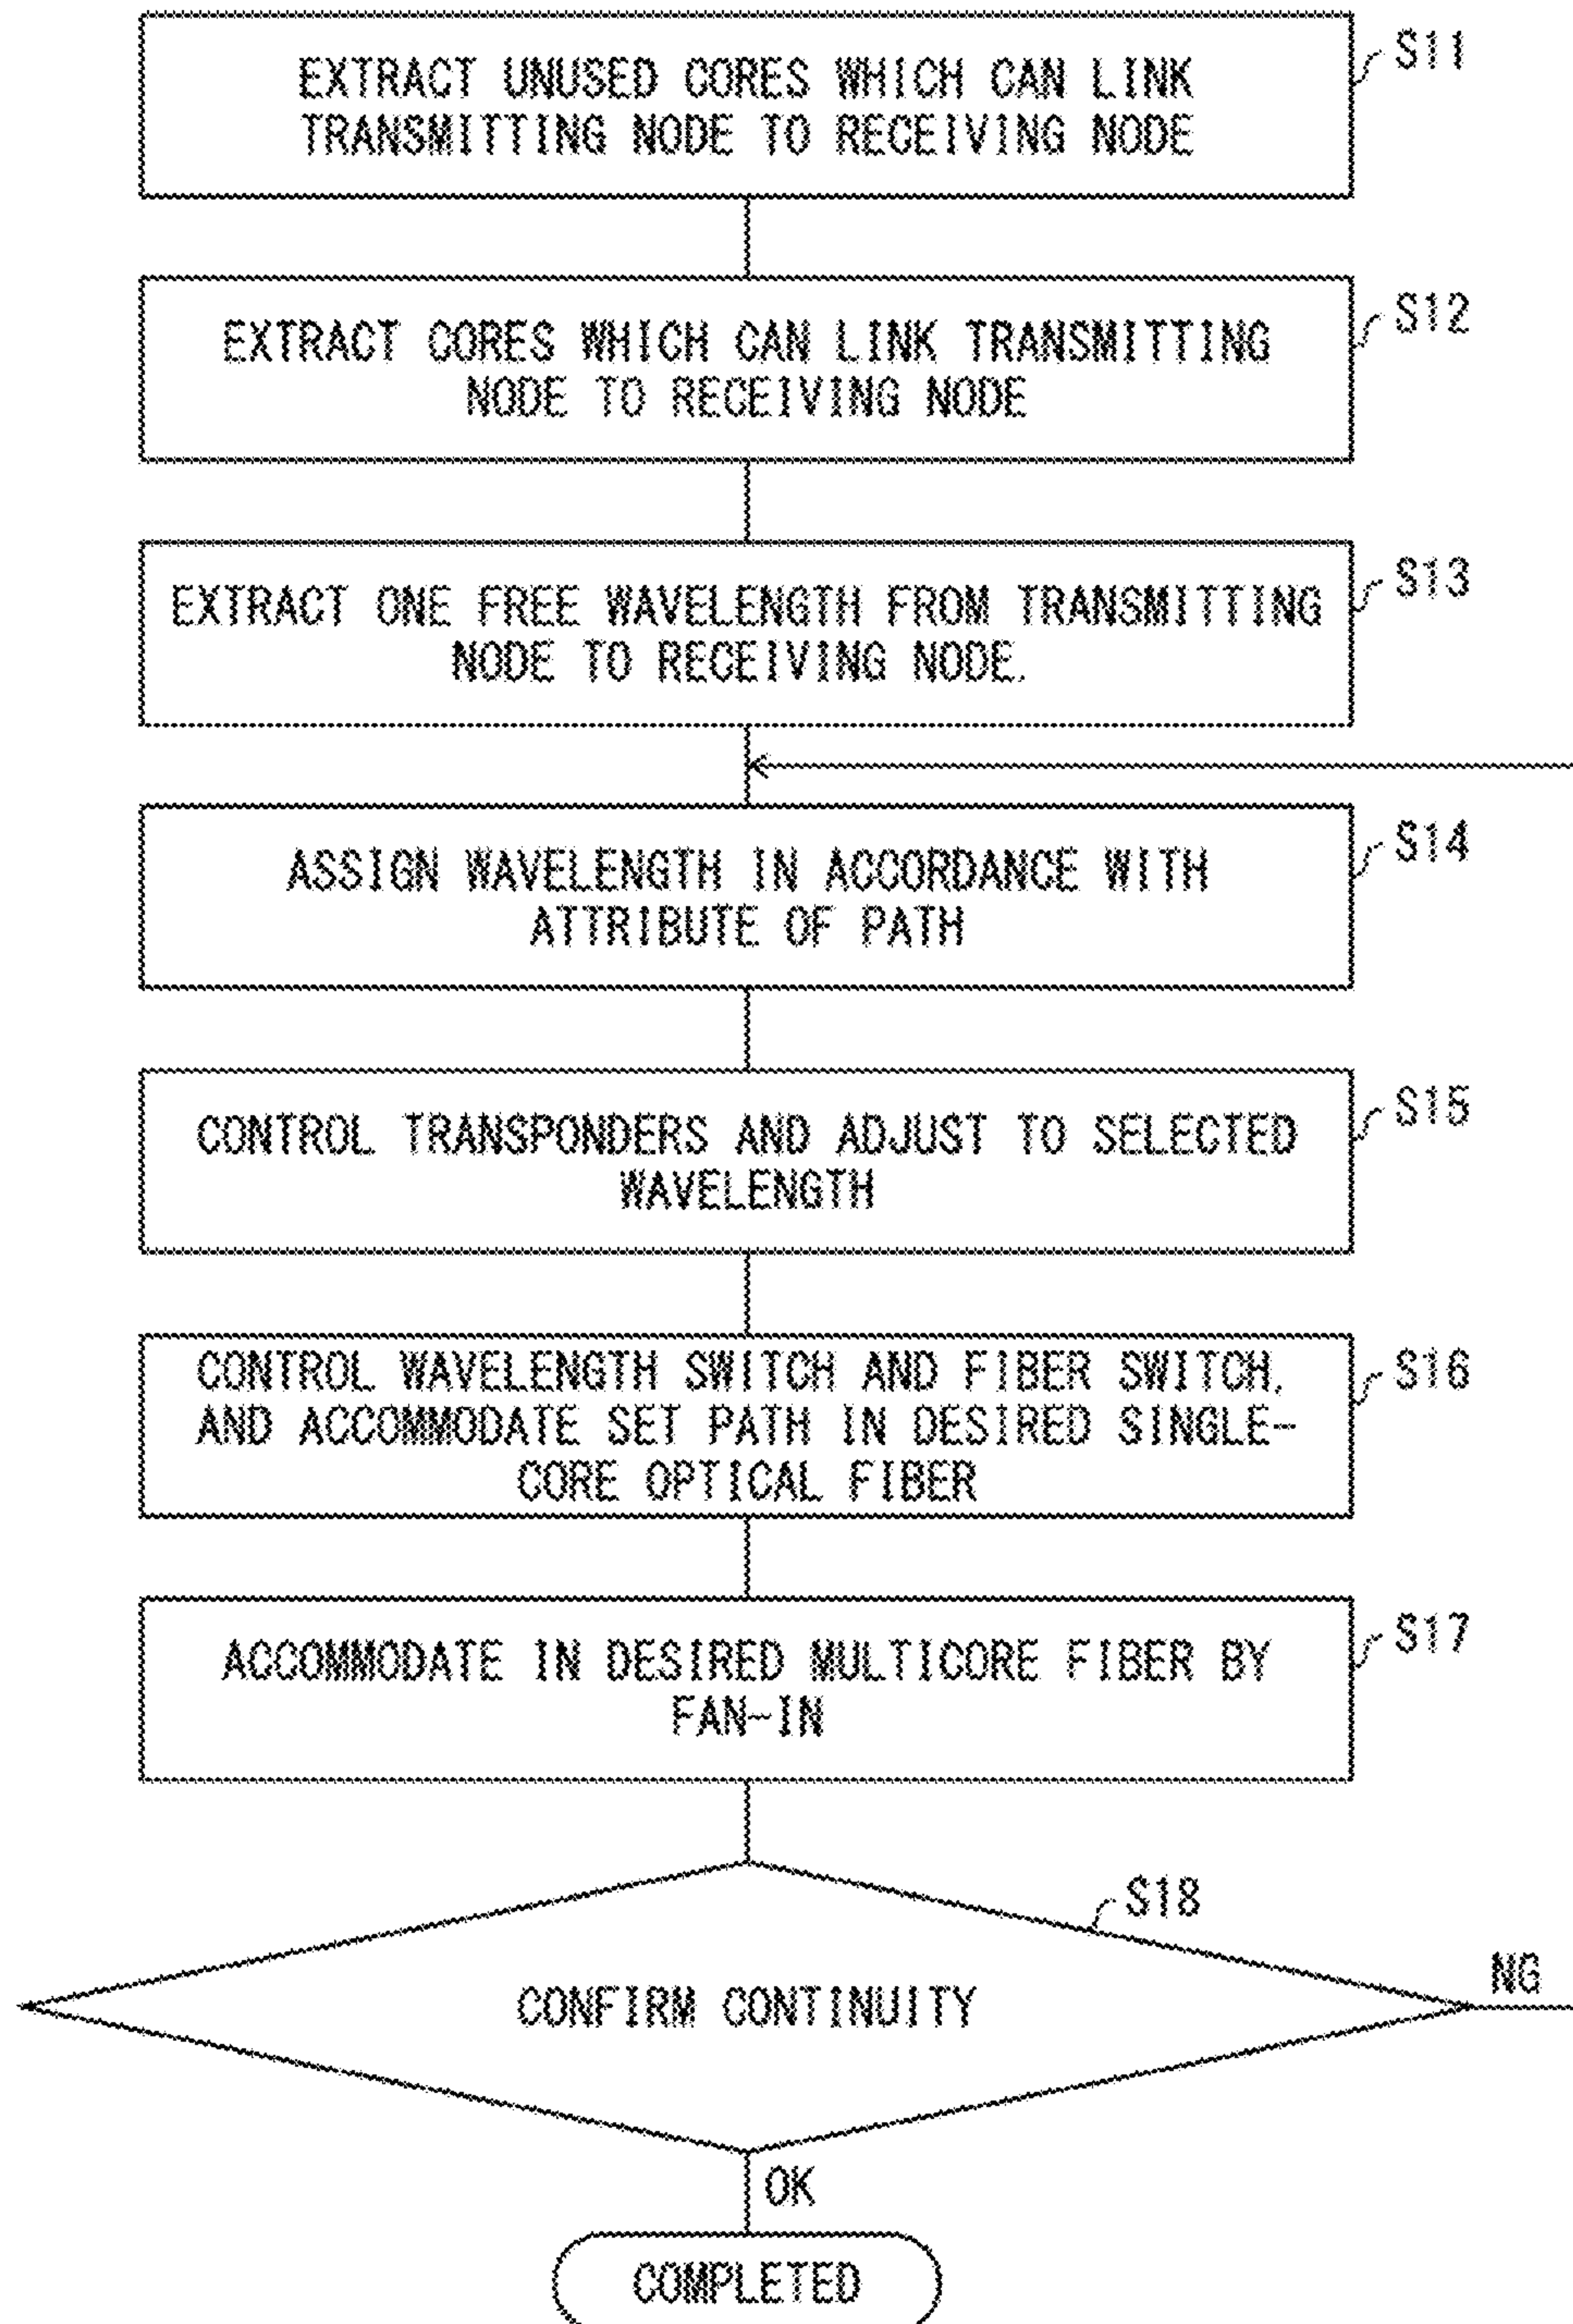 S11
EXTRACT UNUSED CORES WHICH CAN LINK
TRANSMITTING NODE TO RECEIVING NODE
S12
EXTRACT CORES WHICH CAN LINK TRANSMITTING
NODE TO RECEIVING NODE
S13
EXTRACT ONE FREE WAVELENGTH FROM TRANSMITTING
NODE TO RECEIVING NODE.
S14
ASSIGN WAVELENGTH IN ACCORDANCE WITH
ATTRIBUTE OF PATH
S15
CONTROL TRANSPONDERS AND ADJUST TO SELECTED
WAVELENGTH
S16
CONTROL WAVELENGTH SWITCH AND FIBER SWITCH,
AND ACCOMMODATE SET PATH IN DESIRED SINGLE-
CORE OPTICAL FIBER
S17
ACCOMMODATE IN DESIRED MULTICORE FIBER BY
FAN-IN
S18
CONFIRM CONTINUITY
NG
OK
COMPLETED